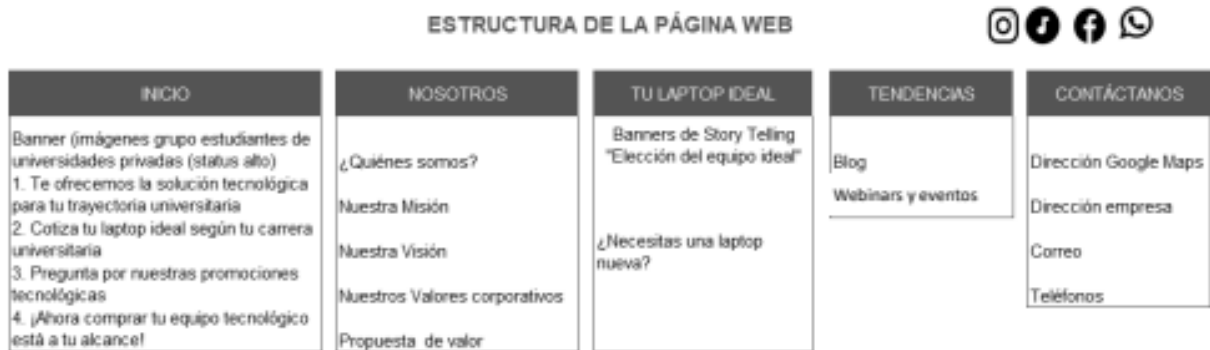 ESTRUCTURA DE LA PÁGINA WEB
INICIO
Banner (imágenes grupo estudiantes de
universidades privadas (status alto)
1. Te ofrecemos la solución tecnológica
para tu trayectoria universitaria
2. Cotiza tu laptop ideal según tu carrera
universitaria
3. Pregunta por nuestras promociones
tecnológicas
4. ¡Ahora comprar tu equipo tecnológico
está a tu alcance!
NOSOTROS
¿Quiénes somos?
Nuestra Misión
Nuestra Visión
Nuestros Valores corporativos
Propuesta de valor
TU LAPTOP IDEAL
Banners de Story Telling
"Elección del equipo ideal"
¿Necesitas una laptop
nueva?
TENDENCIAS
Blog
Webinars y eventos
CONTÁCTANOS
Dirección Google Maps
Dirección empresa
Correo
Teléfonos